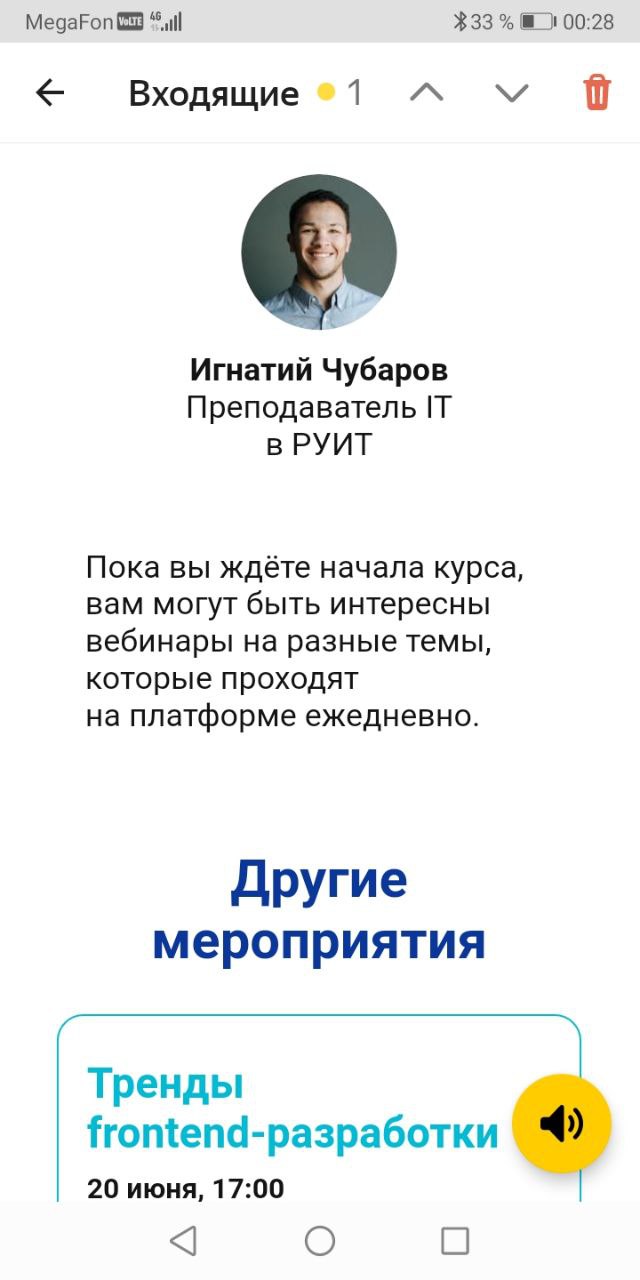 MegaFon VoLTE 4G 33 % 00:28
Входящие 1
Игнатий Чубаров
Преподаватель IT
в РУИТ
Пока вы ждёте начала курса,
вам могут быть интересны
вебинары на разные темы,
которые проходят
на платформе ежедневно.
Другие
мероприятия
Тренды
frontend-разработки
20 июня, 17:00